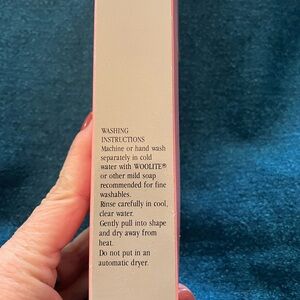 WASHING
INSTRUCTIONS
Machine or hand wash
separately in cold
water with WOOLITE®
or other mild soap
recommended for fine
washables.
Rinse carefully in cool,
clear water.
Gently pull into shape
and dry away from
heat.
Do not put in an
automatic dryer.